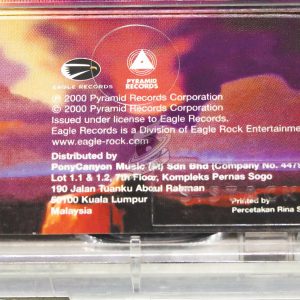 EAGLE RECORDS
PYRAMID RECORDS
℗ 2000 Pyramid Records Corporation
© 2000 Pyramid Records Corporation
Issued under license to Eagle Records.
Eagle Records is a Division of Eagle Rock Entertainme
www.eagle-rock.com
Distributed by
PonyCanyon Music (M) Sdn Bhd (Company No. 447
Lot 1.1 & 1.2, 7th Floor, Kompleks Pernas Sogo
190 Jalan Tuanku Abdul Rahman
50100 Kuala Lumpur
Malaysia
Printed by
Percetakan Rina S